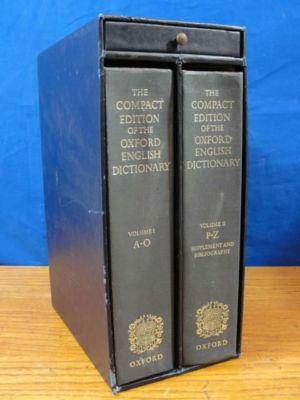 THE
COMPACT
EDITION
OF THE
OXFORD
ENGLISH
DICTIONARY
VOLUME I
A-O
OXFORD
THE
COMPACT
EDITION
OF THE
OXFORD
ENGLISH
DICTIONARY
VOLUME II
P-Z
SUPPLEMENT AND
BIBLIOGRAPHY
OXFORD